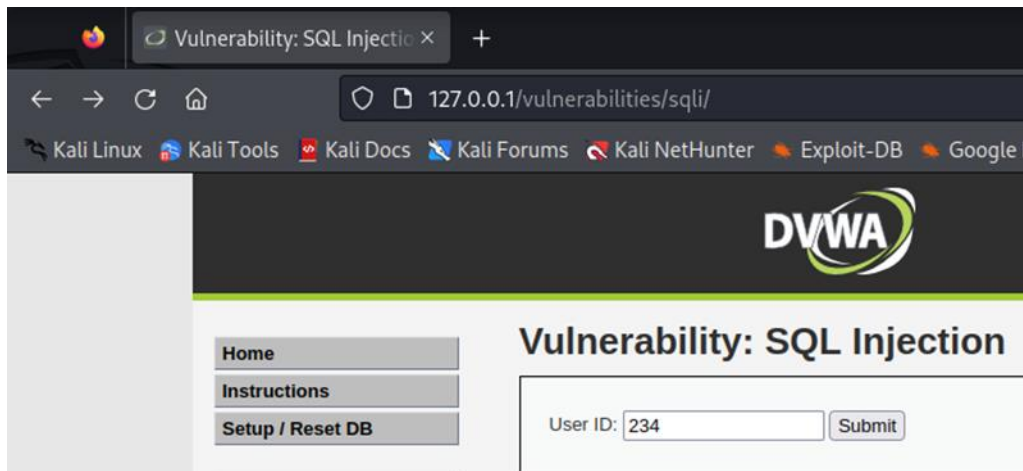 Vulnerability: SQL Injectio
127.0.0.1/vulnerabilities/sqli/
Kali Linux Kali Tools Kali Docs Kali Forums Kali NetHunter Exploit-DB Google
DVWA
Home
Instructions
Setup / Reset DB
Vulnerability: SQL Injection
User ID: 234 Submit